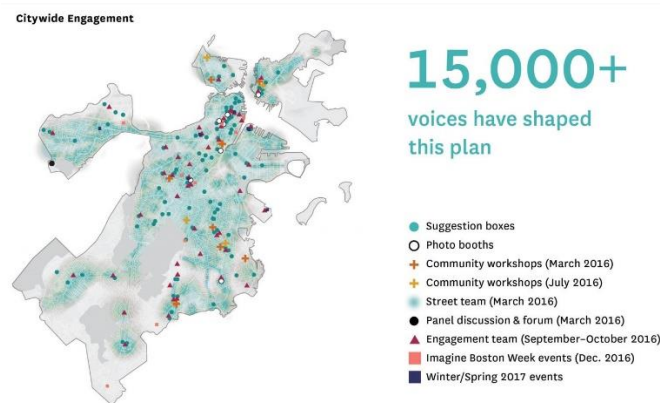 Citywide Engagement
15,000+
voices have shaped
this plan
Suggestion boxes
Photo booths
Community workshops (March 2016)
Community workshops (July 2016)
Street team (March 2016)
Panel discussion & forum (March 2016)
Engagement team (September–October 2016)
Imagine Boston Week events (Dec. 2016)
Winter/Spring 2017 events